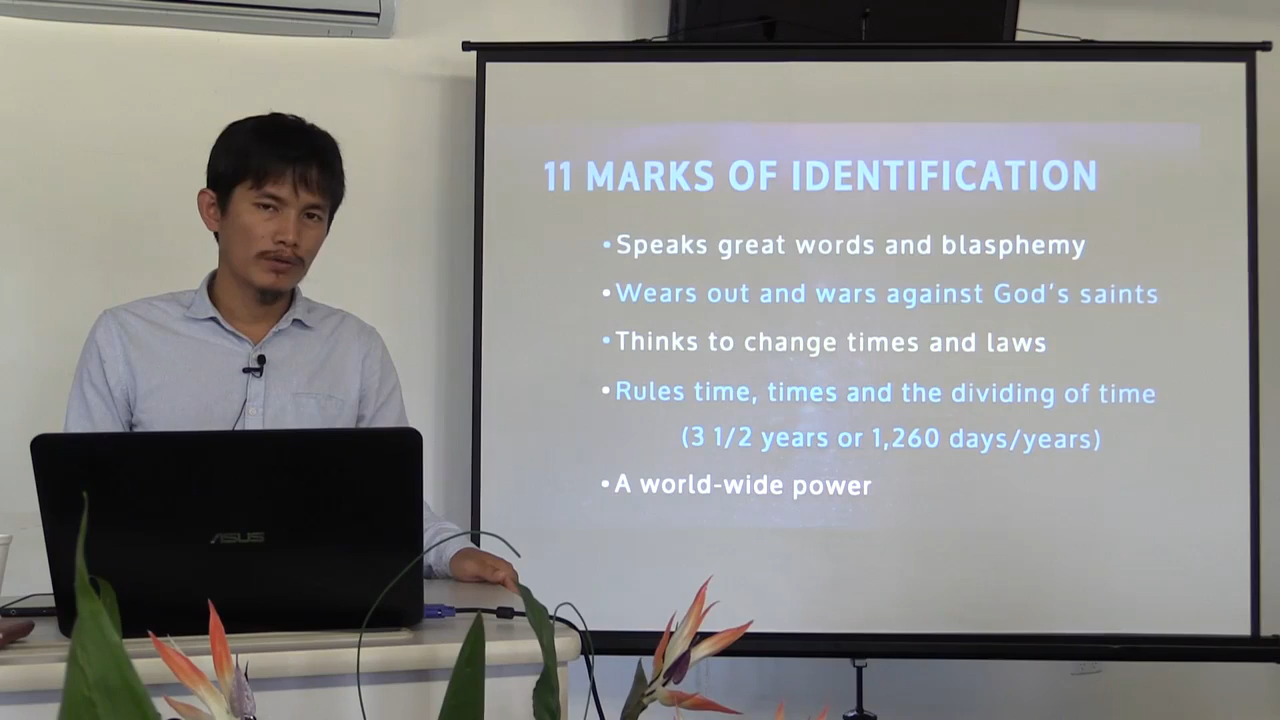 11 MARKS OF IDENTIFICATION
• Speaks great words and blasphemy
• Wears out and wars against God's saints
• Thinks to change times and laws
• Rules time, times and the dividing of time
(3 1/2 years or 1,260 days/years)
• A world-wide power
ASUS